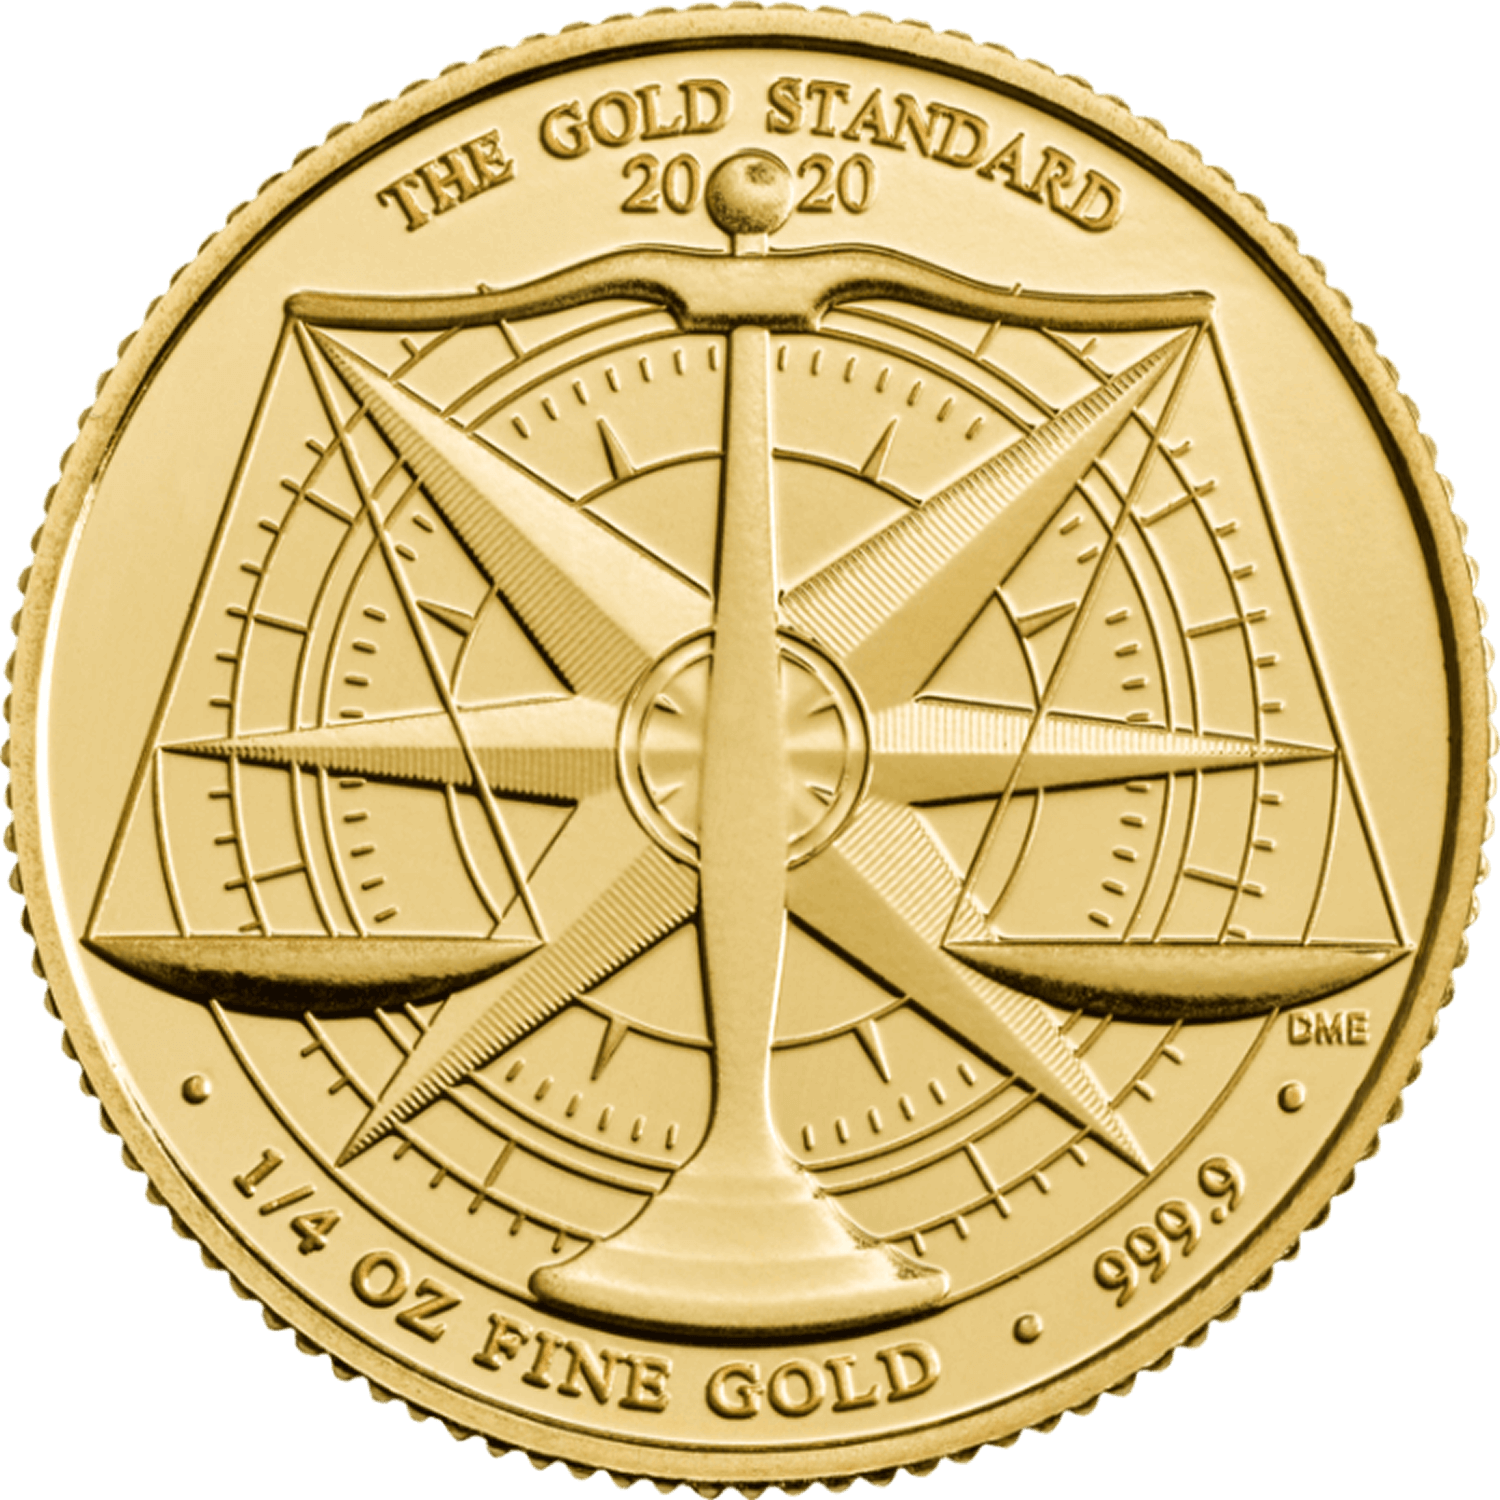 THE GOLD STANDARD
2020
DME
1/4 OZ FINE GOLD · 999.9